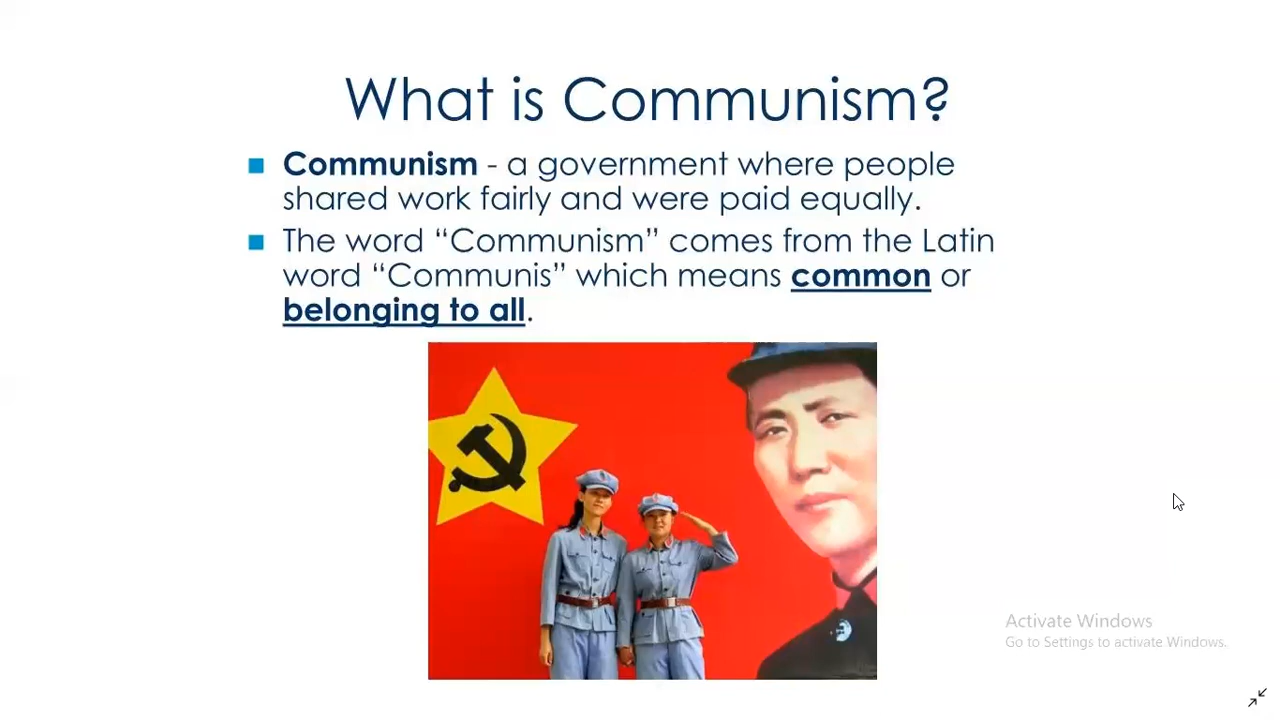 What is Communism?
Communism - a government where people
shared work fairly and were paid equally.
The word “Communism” comes from the Latin
word “Communis” which means common or
belonging to all.
Activate Windows
Go to Settings to activate Windows.